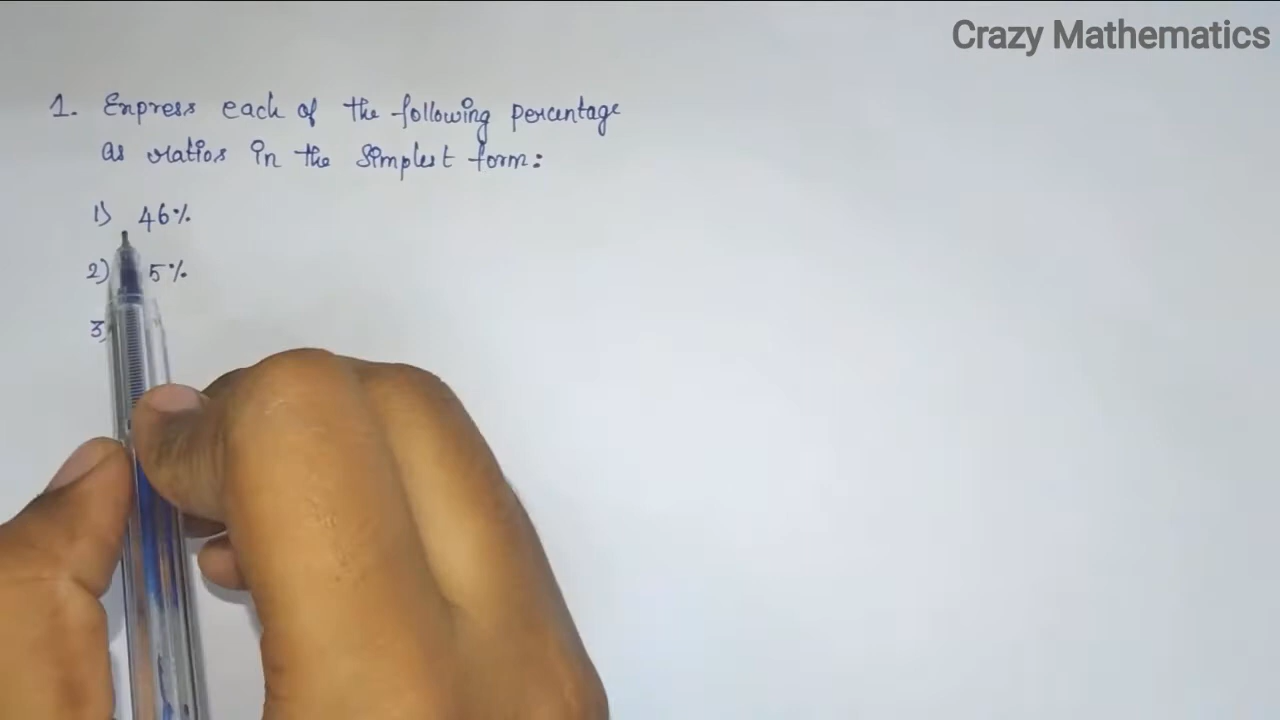 Crazy Mathematics
1. Express each of the following percentage
as ratios in the simplest form:
1) 46%
2) 5%
3)